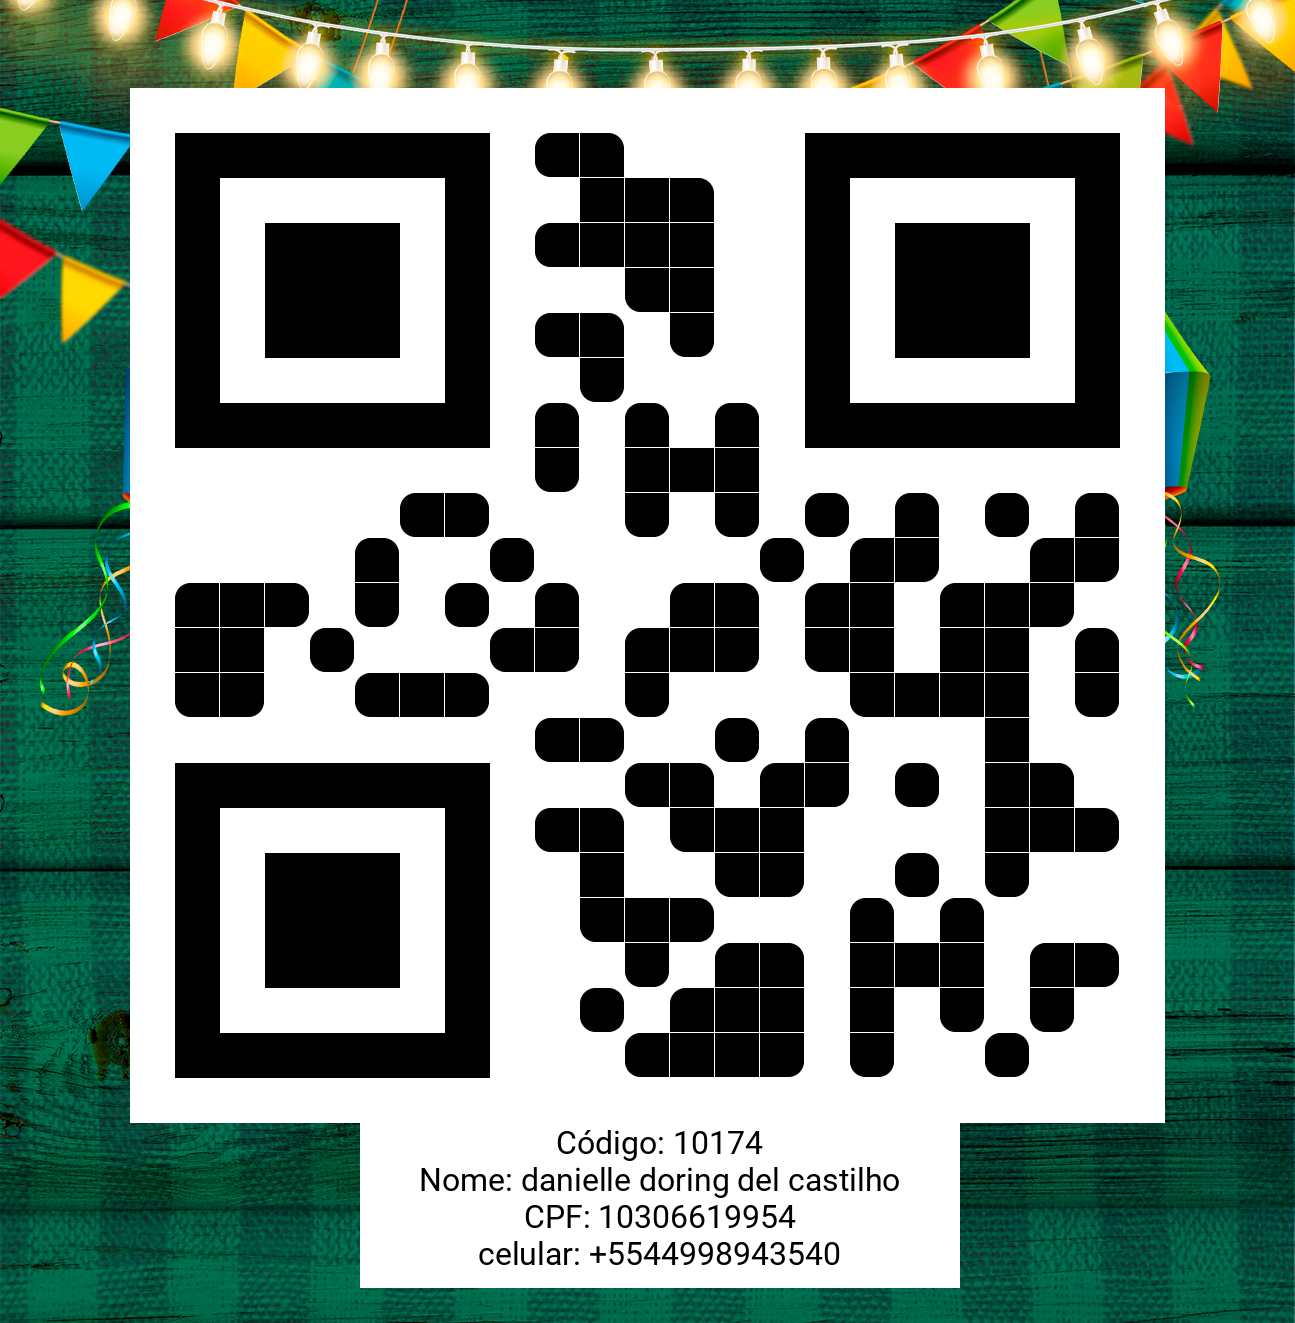 Código: 10174
Nome: danielle doring del castilho
CPF: 10306619954
celular: +5544998943540